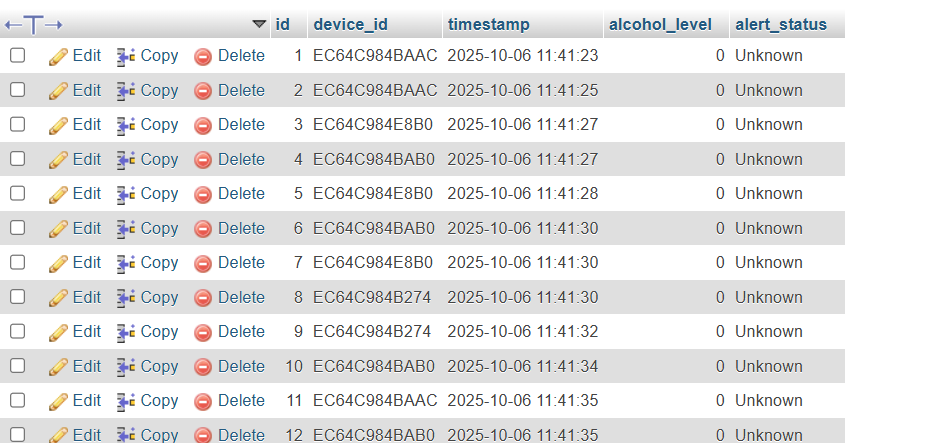 ←T→ id device_id timestamp alcohol_level alert_status
Edit Copy Delete 1 EC64C984BAAC 2025-10-06 11:41:23 0 Unknown
Edit Copy Delete 2 EC64C984BAAC 2025-10-06 11:41:25 0 Unknown
Edit Copy Delete 3 EC64C984E8B0 2025-10-06 11:41:27 0 Unknown
Edit Copy Delete 4 EC64C984BAB0 2025-10-06 11:41:27 0 Unknown
Edit Copy Delete 5 EC64C984E8B0 2025-10-06 11:41:28 0 Unknown
Edit Copy Delete 6 EC64C984BAB0 2025-10-06 11:41:30 0 Unknown
Edit Copy Delete 7 EC64C984E8B0 2025-10-06 11:41:30 0 Unknown
Edit Copy Delete 8 EC64C984B274 2025-10-06 11:41:30 0 Unknown
Edit Copy Delete 9 EC64C984B274 2025-10-06 11:41:32 0 Unknown
Edit Copy Delete 10 EC64C984BAB0 2025-10-06 11:41:34 0 Unknown
Edit Copy Delete 11 EC64C984BAAC 2025-10-06 11:41:35 0 Unknown
Edit Copy Delete 12 EC64C984BAB0 2025-10-06 11:41:35 0 Unknown